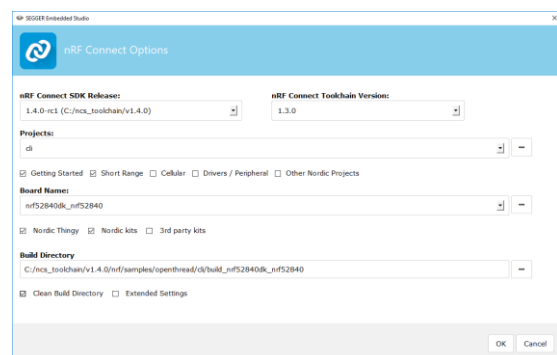 SEGGER Embedded Studio
nRF Connect Options
nRF Connect SDK Release: nRF Connect Toolchain Version:
1.4.0-rc1 (C:/ncs_toolchain/v1.4.0) 1.3.0
Projects:
cli
Getting Started Short Range Cellular Drivers / Peripheral Other Nordic Projects
Board Name:
nrf52840dk_nrf52840
Nordic Thingy Nordic kits 3rd party kits
Build Directory
C:/ncs_toolchain/v1.4.0/nrf/samples/openthread/cli/build_nrf52840dk_nrf52840
Clean Build Directory Extended Settings
OK Cancel